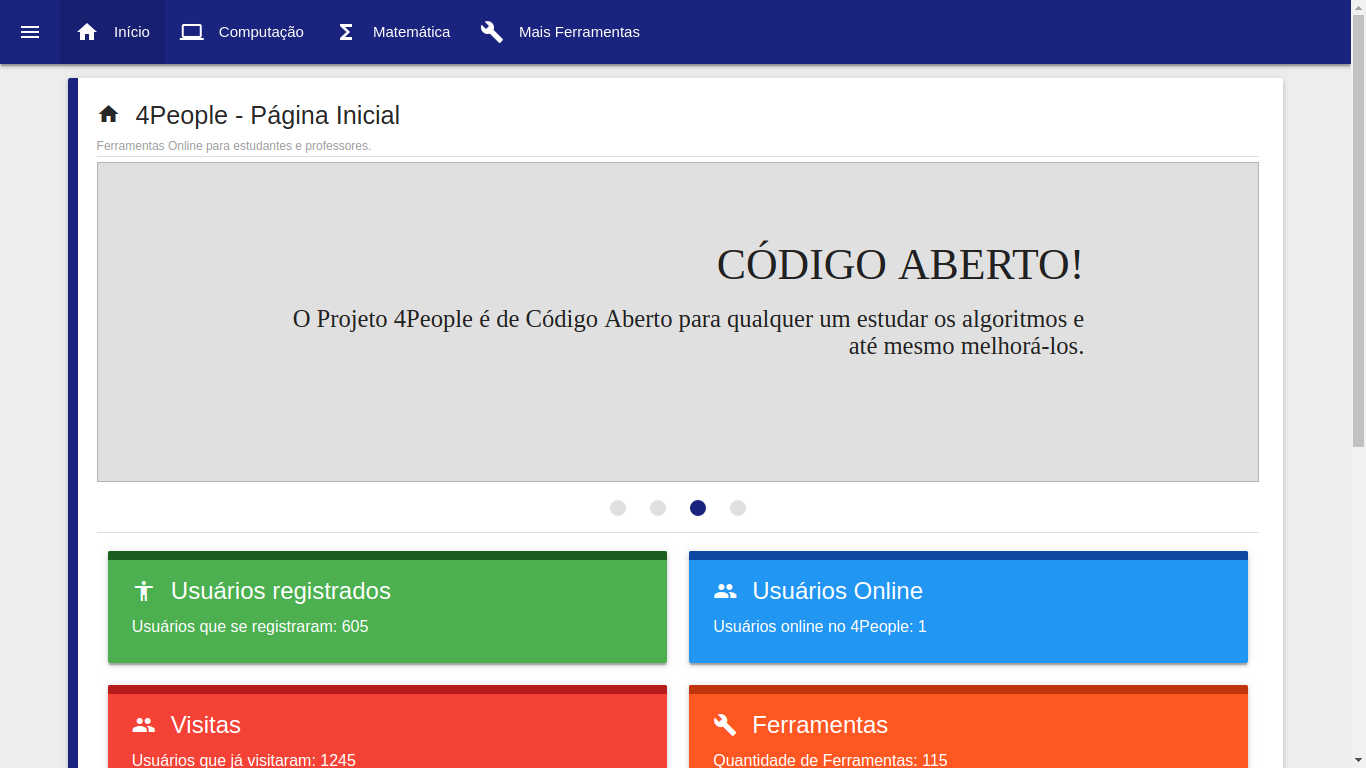 Início Computação Matemática Mais Ferramentas
4People - Página Inicial
Ferramentas Online para estudantes e professores.
CÓDIGO ABERTO!
O Projeto 4People é de Código Aberto para qualquer um estudar os algoritmos e
até mesmo melhorá-los.
Usuários registrados
Usuários que se registraram: 605
Usuários Online
Usuários online no 4People: 1
Visitas
Usuários que já visitaram: 1245
Ferramentas
Quantidade de Ferramentas: 115